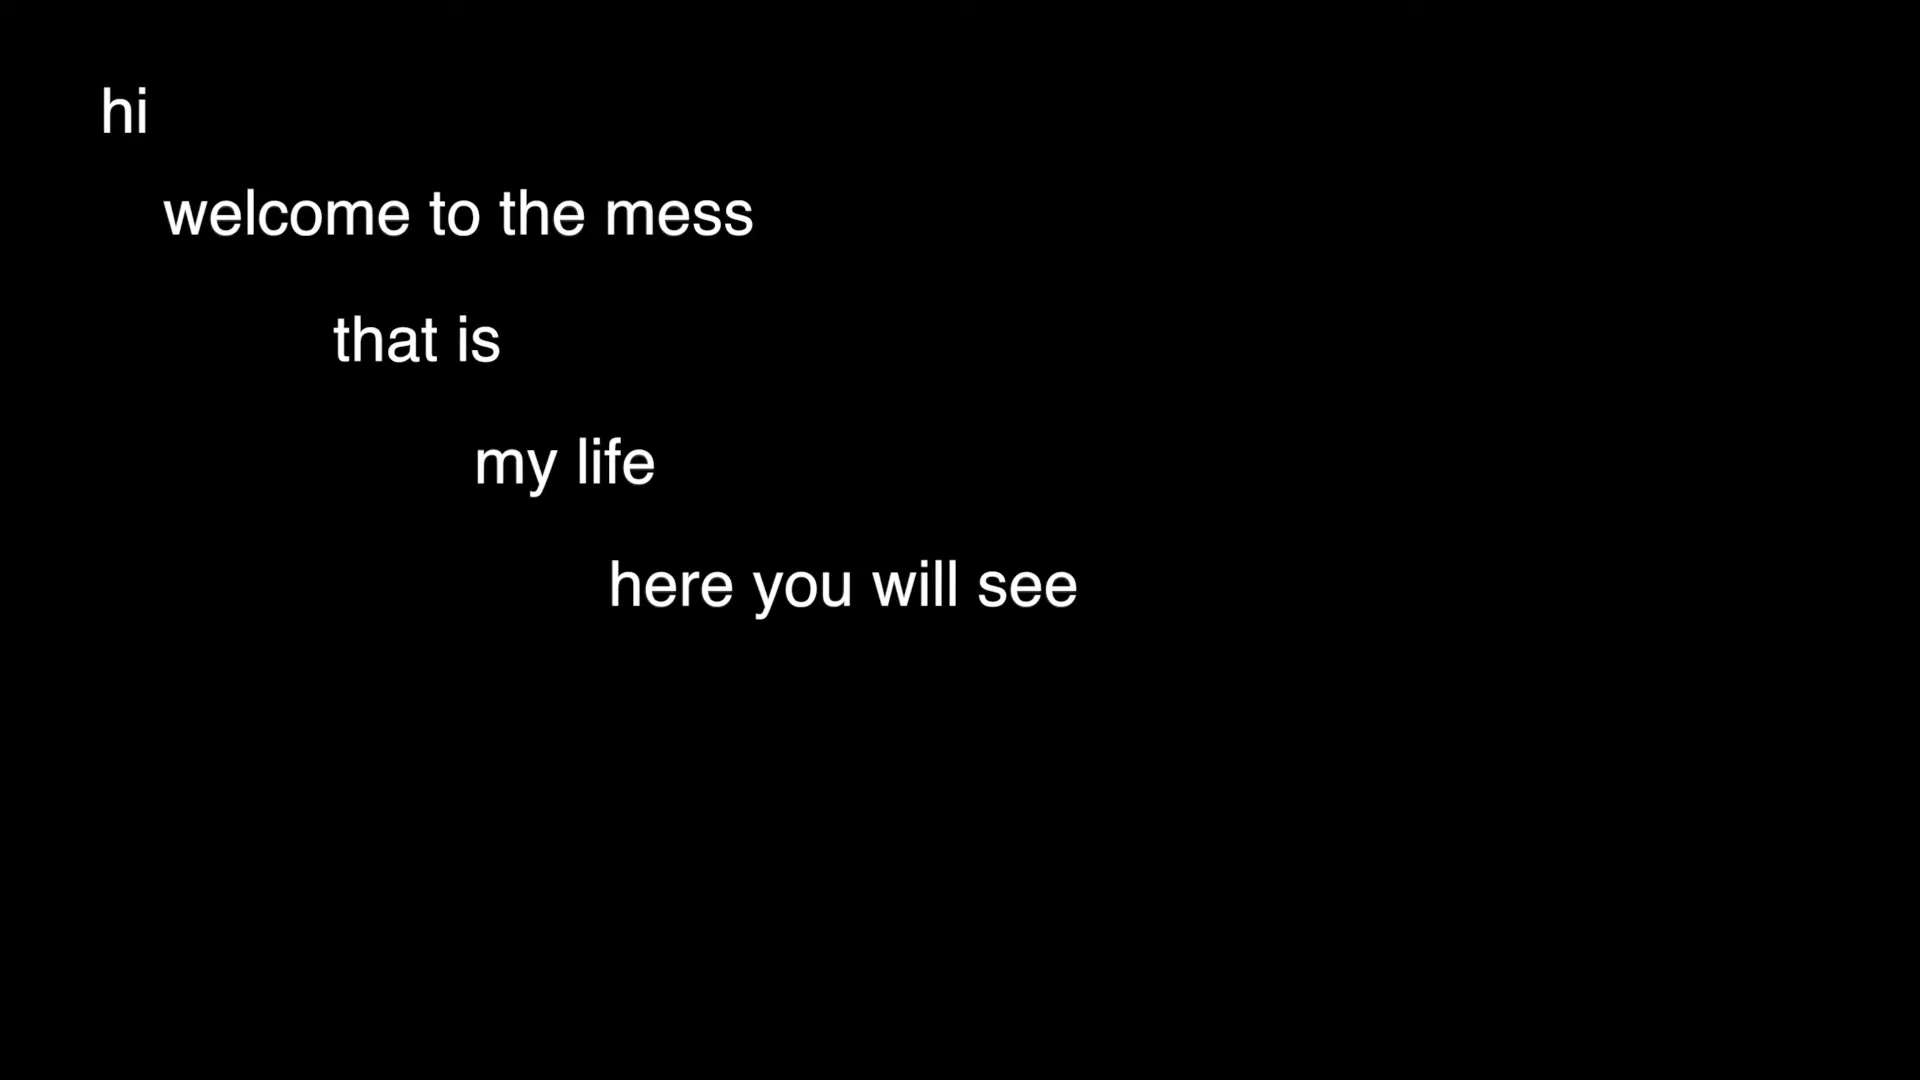 hi
welcome to the mess
that is
my life
here you will see